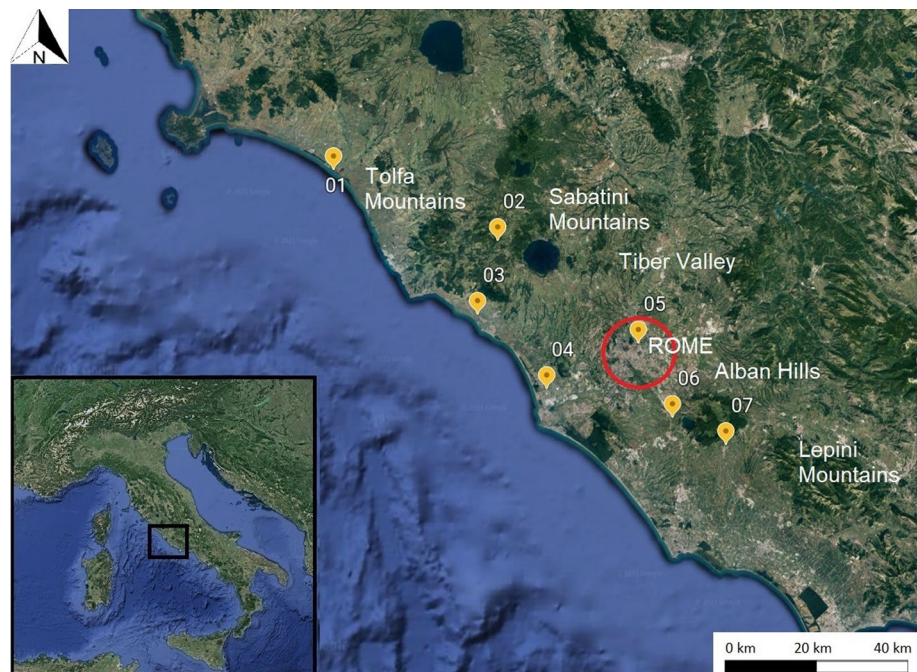 N
01
Tolfa
Mountains
02
Sabatini
Mountains
Tiber Valley
03
05
ROME
04
Alban Hills
06
07
Lepini
Mountains
0 km 20 km 40 km